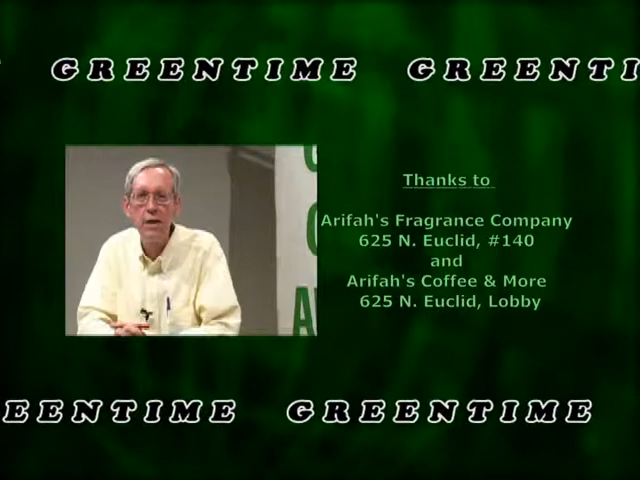 GREENTIME GREENTI
Thanks to
Arifah's Fragrance Company
625 N. Euclid, #140
and
Arifah's Coffee & More
625 N. Euclid, Lobby
EENTIME GREENTIME